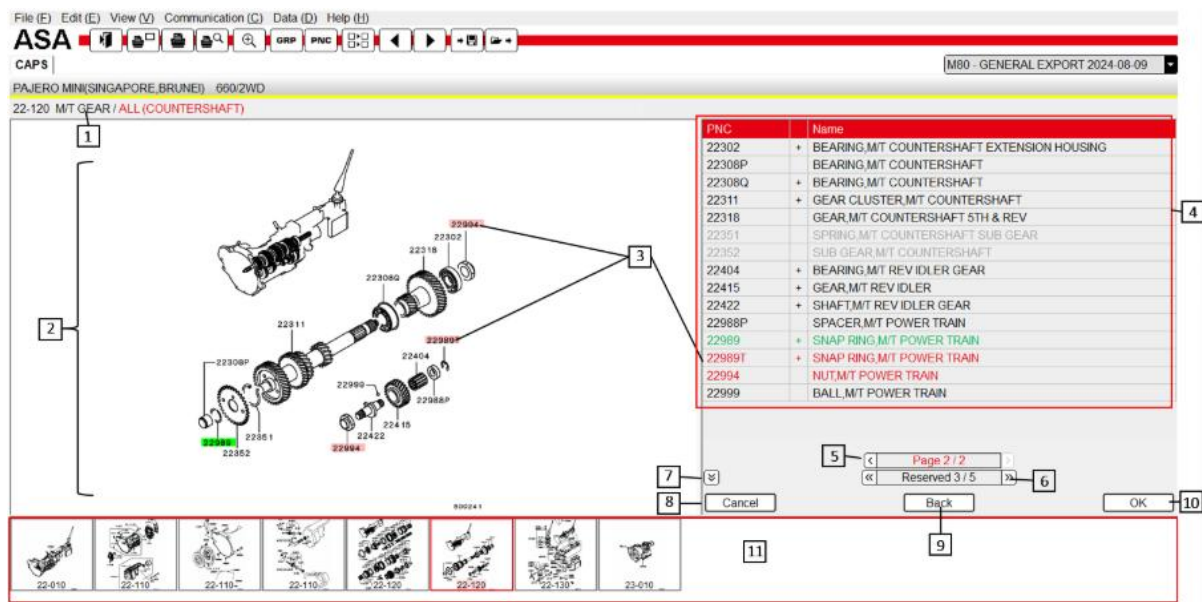 File (F) Edit (E) View (V) Communication (C) Data (D) Help (H)
ASA GRP PNC
CAPS M80 - GENERAL EXPORT 2024-08-09
PAJERO MINI(SINGAPORE,BRUNEI) 660/2WD
22-120 M/T GEAR / ALL (COUNTERSHAFT)
1
2
3
4
PNC Name
22302 + BEARING,M/T COUNTERSHAFT EXTENSION HOUSING
22308P BEARING,M/T COUNTERSHAFT
22308Q + BEARING,M/T COUNTERSHAFT
22311 + GEAR CLUSTER,M/T COUNTERSHAFT
22318 GEAR,M/T COUNTERSHAFT 5TH & REV
22351 SPRING,M/T COUNTERSHAFT SUB GEAR
22352 SUB GEAR,M/T COUNTERSHAFT
22404 + BEARING,M/T REV IDLER GEAR
22415 + GEAR,M/T REV IDLER
22422 + SHAFT,M/T REV IDLER GEAR
22988P SPACER,M/T POWER TRAIN
22989 + SNAP RING,M/T POWER TRAIN
22989T + SNAP RING,M/T POWER TRAIN
22994 NUT,M/T POWER TRAIN
22999 BALL,M/T POWER TRAIN
22994
22302
22318
22308Q
22311
22989T
22404
22308P
22999
22988P
22351
22415
22422
22989
22994
22352
500241
5 < Page 2 / 2 >
7 « Reserved 3 / 5 » 6
8 Cancel Back OK 10
9
11
22-010 22-110 22-110 22-110 22-120 22-120 22-130 23-010